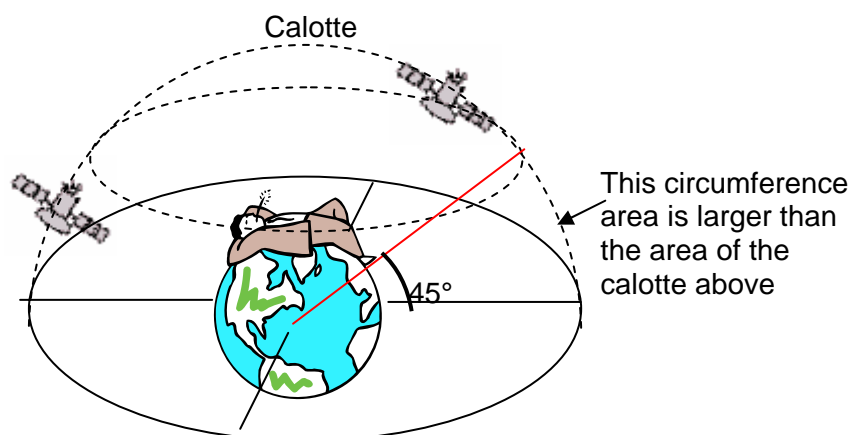 Calotte
This circumference
area is larger than
the area of the
calotte above
45°